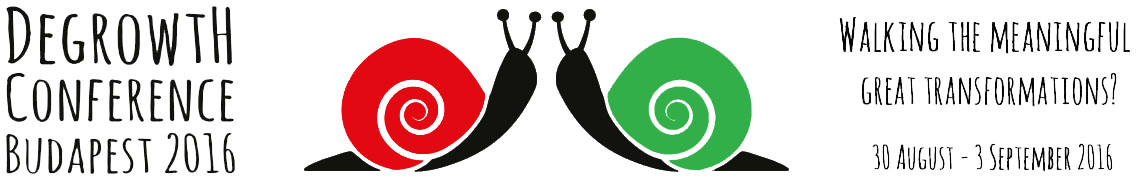 DEGROWTH
CONFERENCE
BUDAPEST 2016
WALKING THE MEANINGFUL
GREAT TRANSFORMATIONS?
30 AUGUST - 3 SEPTEMBER 2016